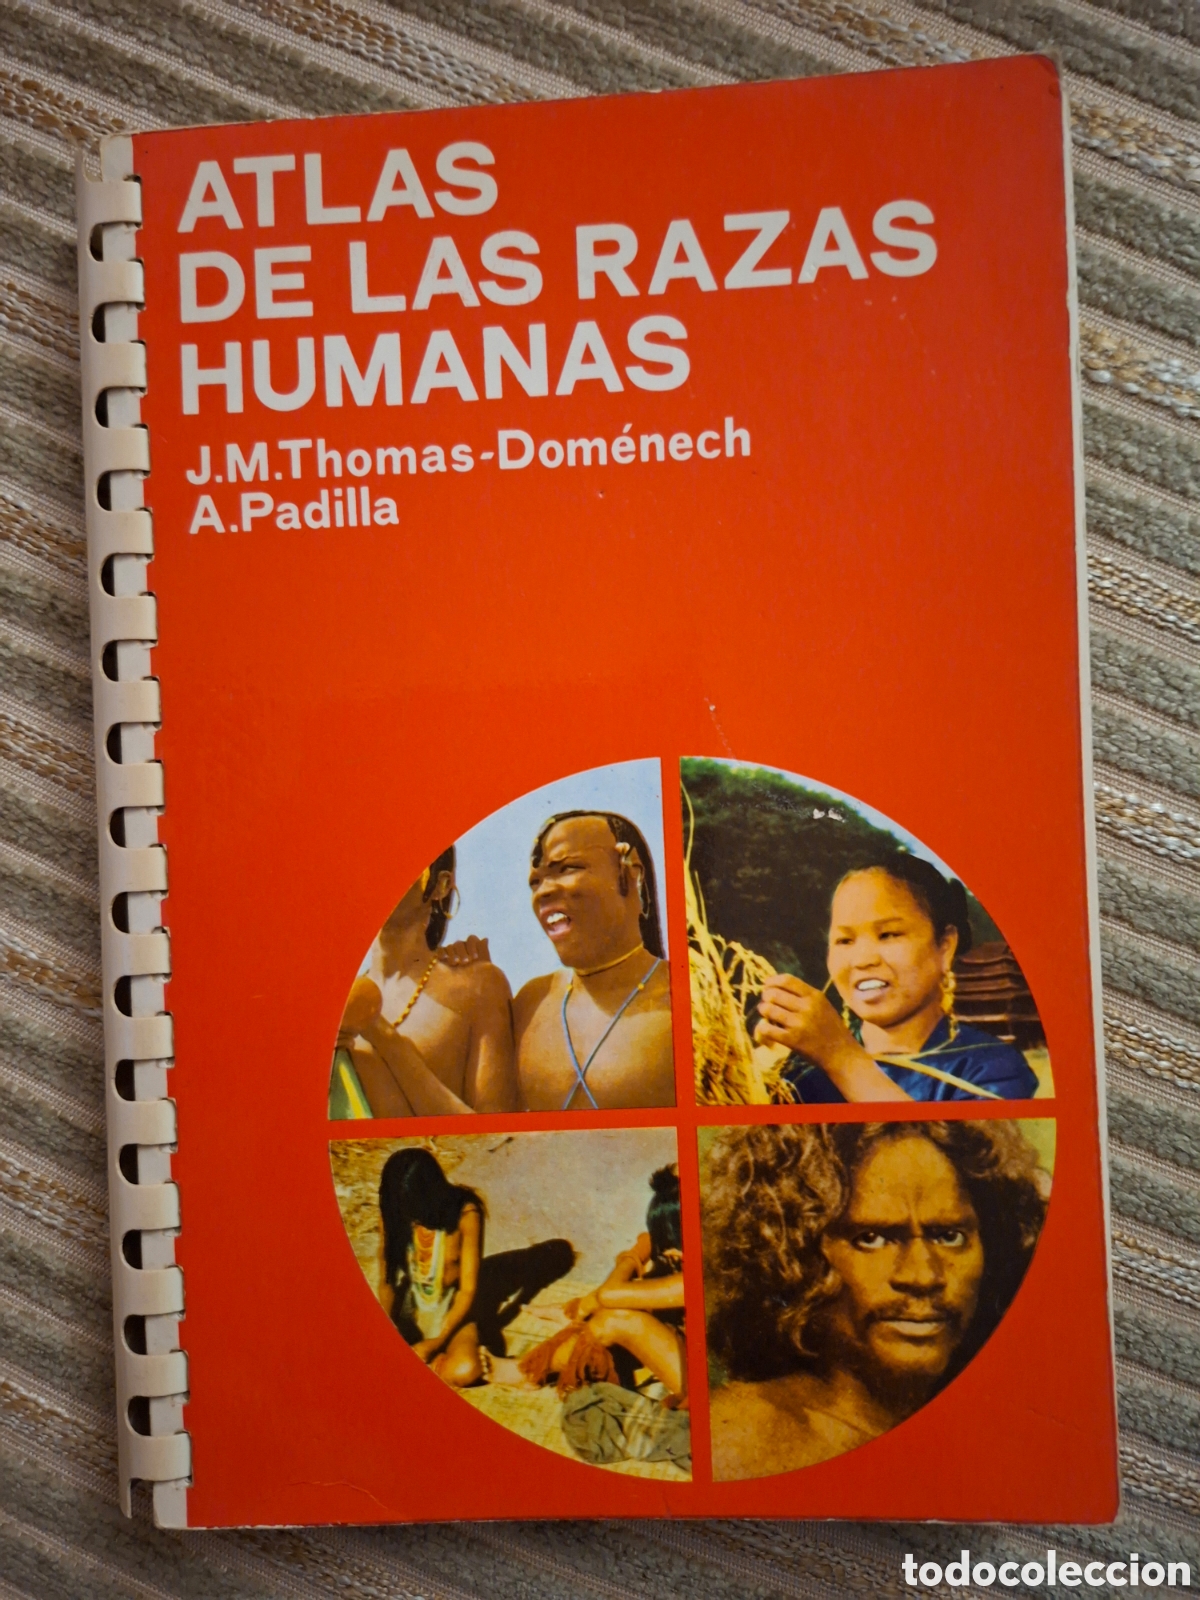 ATLAS
DE LAS RAZAS
HUMANAS
J.M.Thomas-Doménech
A.Padilla
todocoleccion